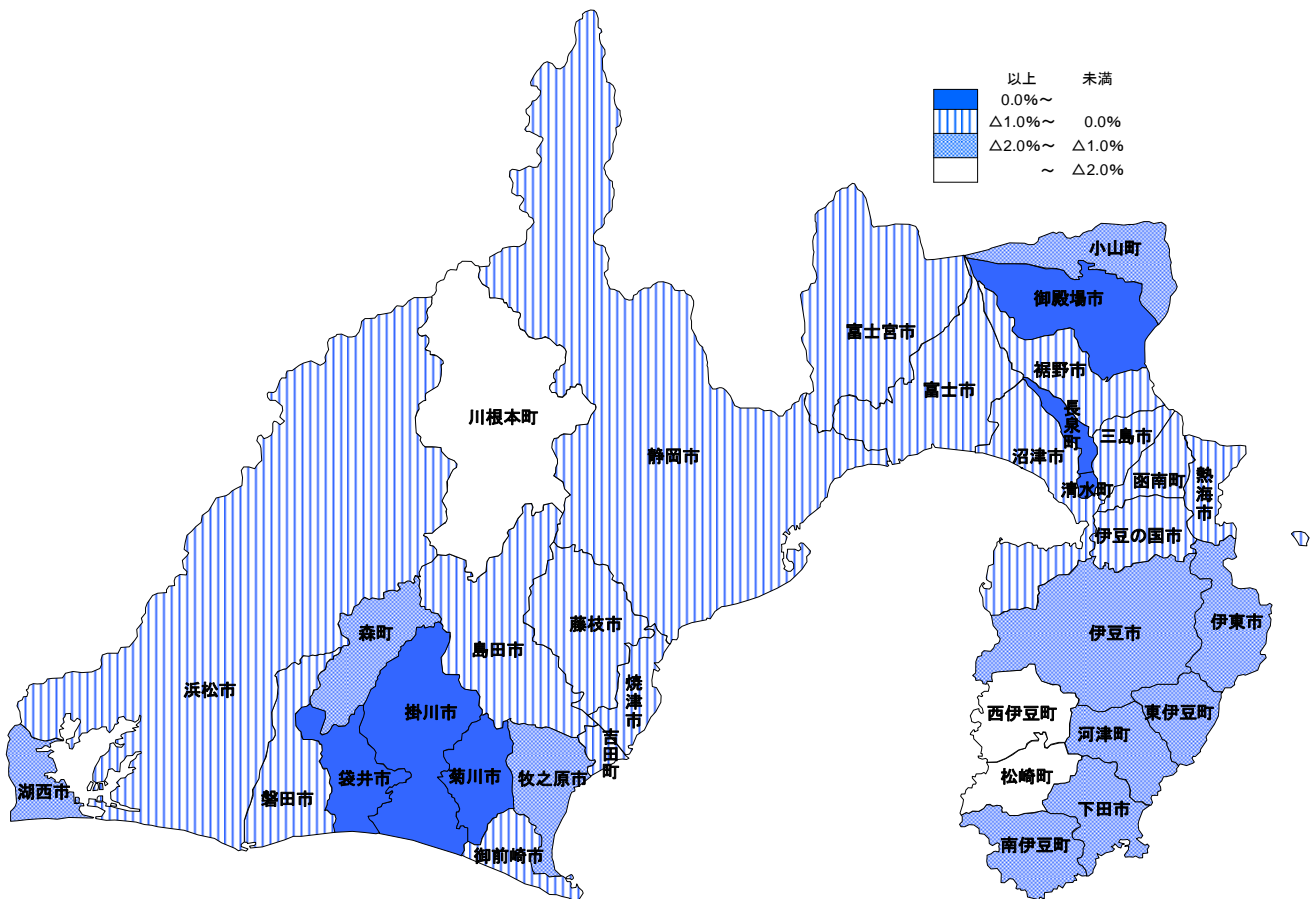 以上 未満
0.0%～
△1.0%～ 0.0%
△2.0%～ △1.0%
～ △2.0%
小山町
御殿場市
富士宮市
裾野市
富士市
長泉町
川根本町
三島市
静岡市
沼津市
函南町
熱海市
清水町
伊豆の国市
藤枝市
伊豆市
伊東市
森町
島田市
浜松市
焼津市
掛川市
西伊豆町
東伊豆町
河津町
吉田町
袋井市
菊川市
牧之原市
松崎町
湖西市
磐田市
下田市
南伊豆町
御前崎市